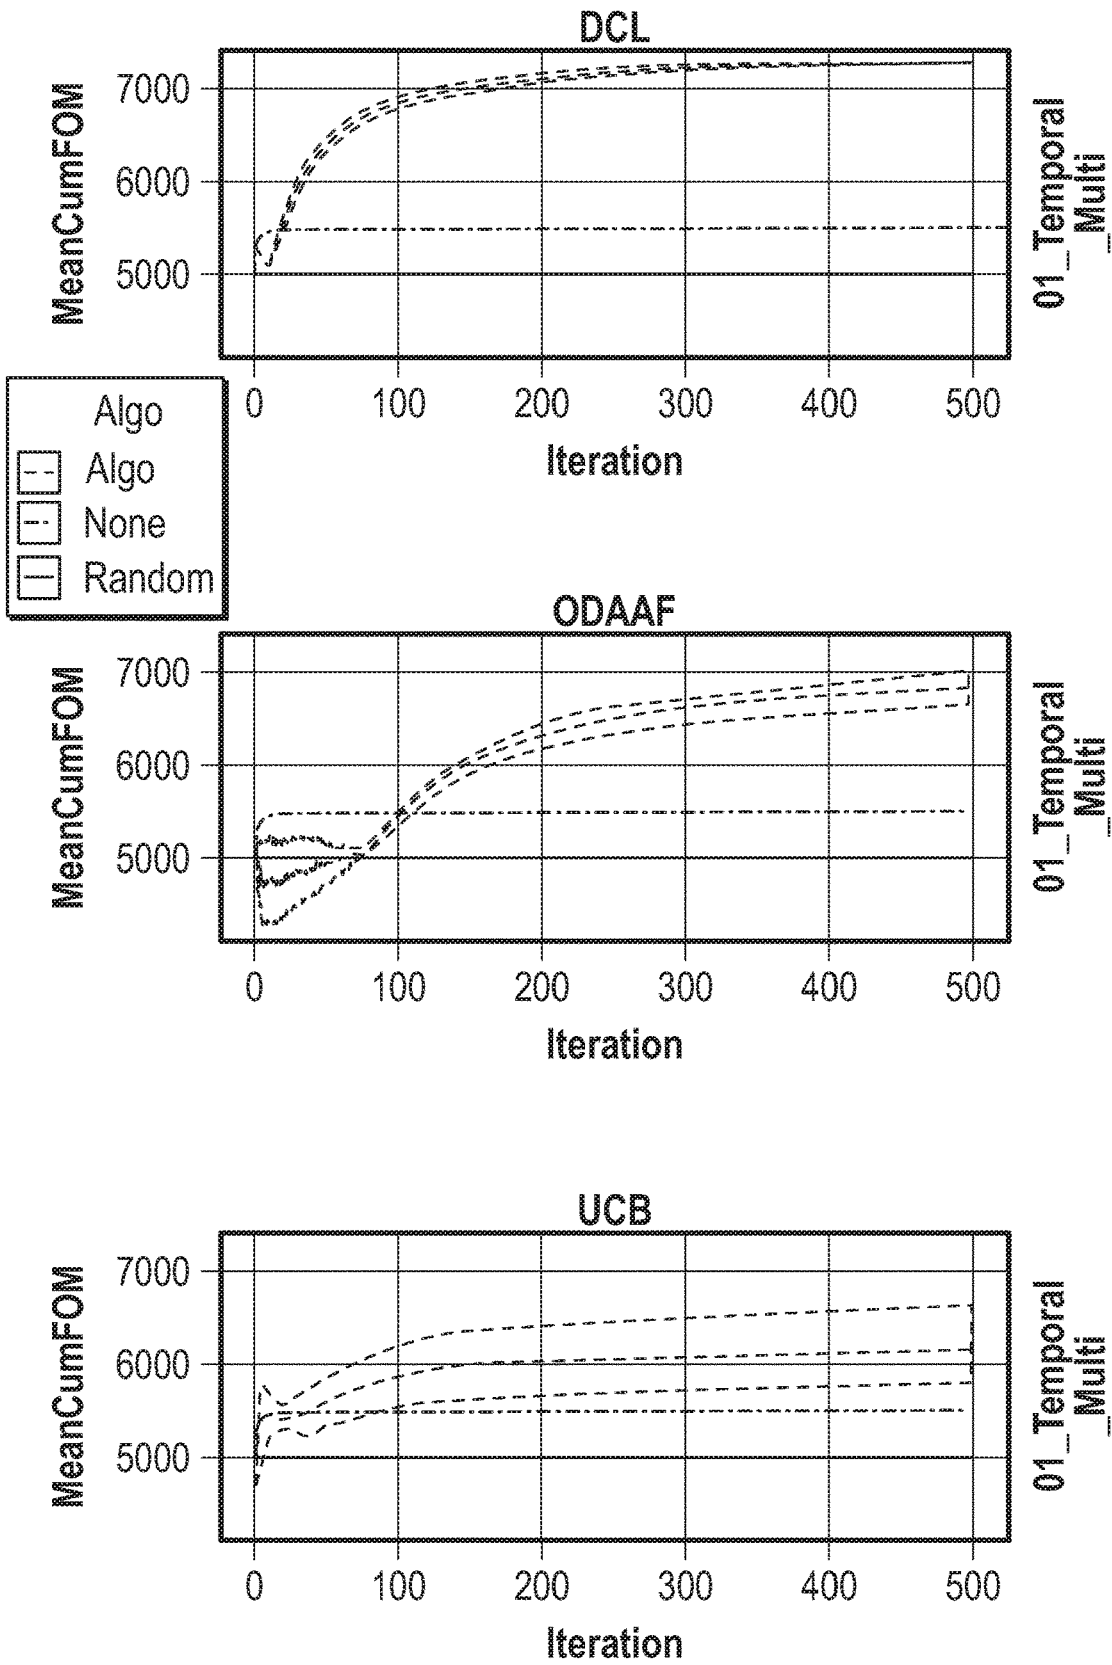 DCL
MeanCumFOM
7000
6000
5000
0 100 200 300 400 500
Iteration
01_Temporal
_Multi
Algo
Algo
None
Random
ODAAF
MeanCumFOM
7000
6000
5000
0 100 200 300 400 500
Iteration
01_Temporal
_Multi
UCB
MeanCumFOM
7000
6000
5000
0 100 200 300 400 500
Iteration
01_Temporal
_Multi